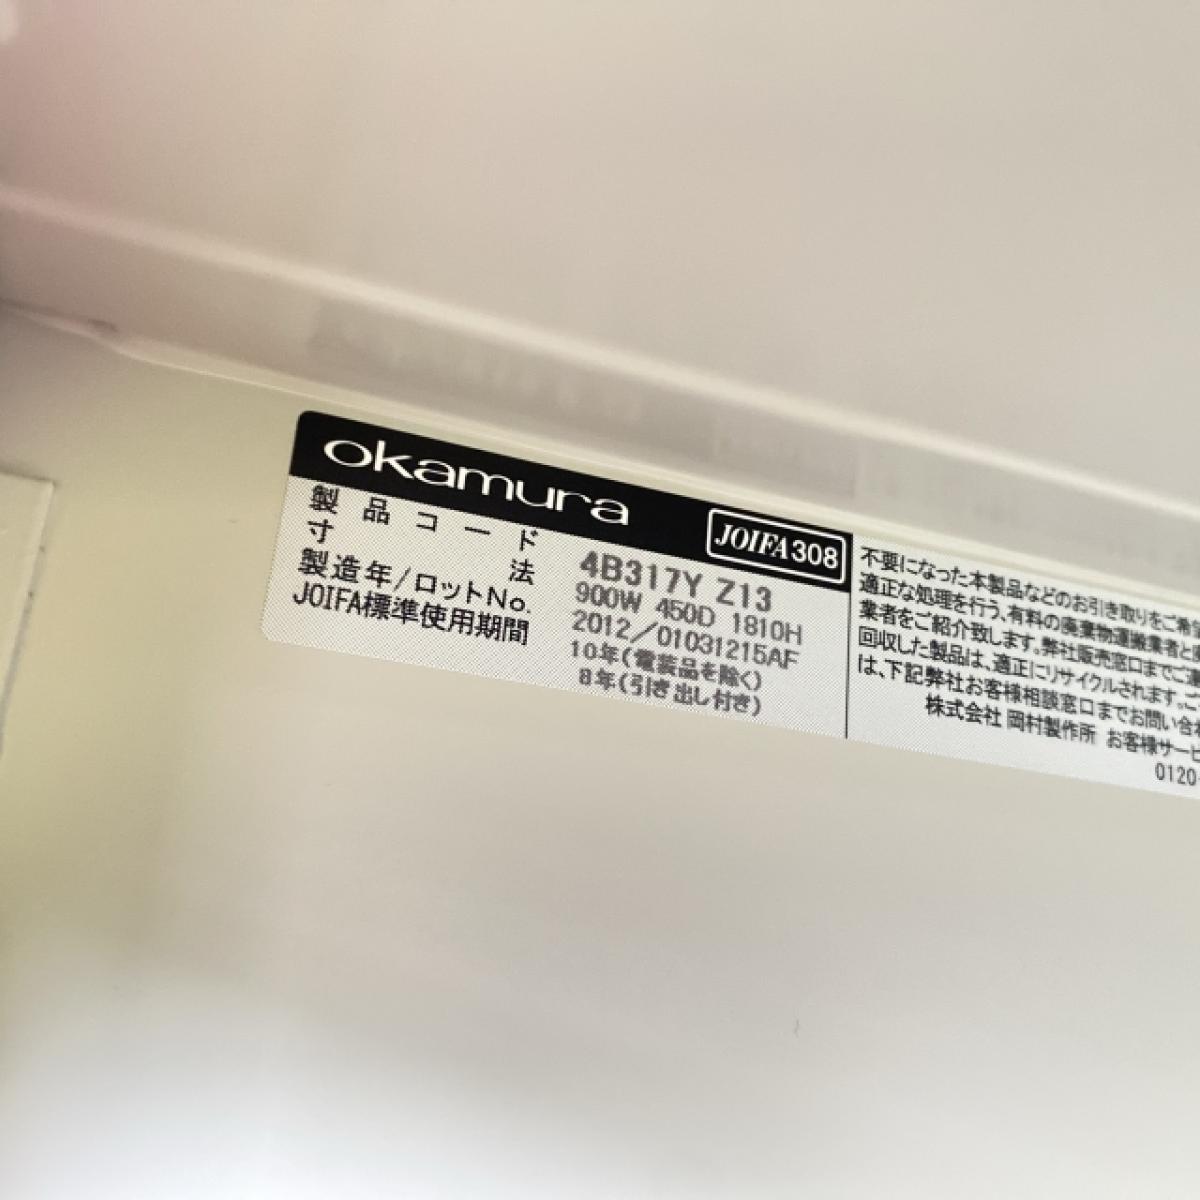 okamura
JOIFA308
製品コード 4B317Y Z13
寸法 900W 450D 1810H
製造年/ロットNo. 2012/01031215AF
JOIFA標準使用期間 10年(電装品を除く)
8年(引き出し付き)
不要になった本製品などのお引き取りをご希望
適正な処理を行う、有料の廃棄物運搬業者と
業者をご紹介致します。弊社販売窓口までご連
回収した製品は、適正にリサイクルされます。ご
は、下記弊社お客様相談窓口までお問い合
株式会社 岡村製作所 お客様サービ
0120